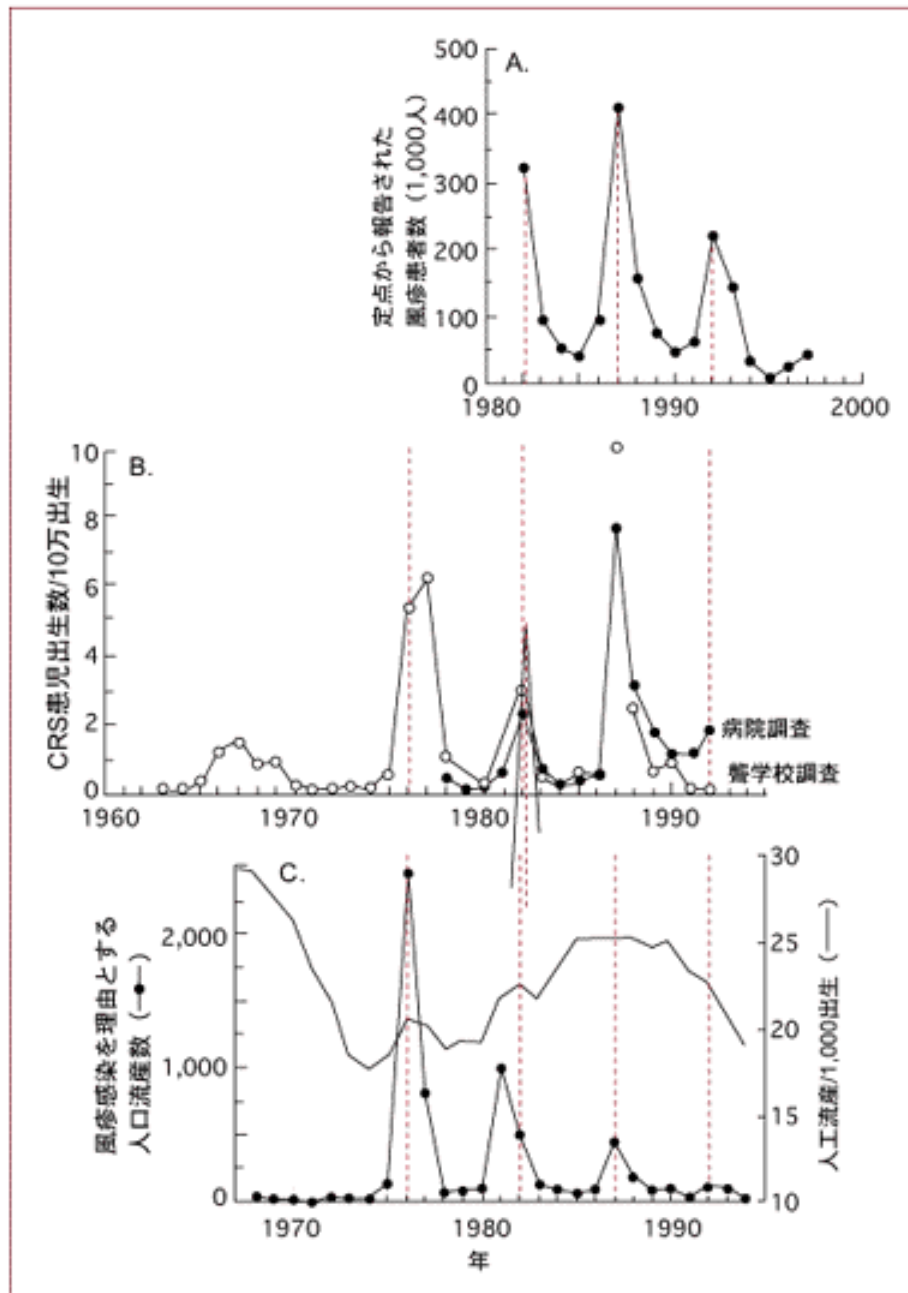 A.
500
400
300
200
100
0
定点から報告された
風疹患者数（1,000人）
1980
1990
2000
B.
10
8
6
4
2
0
CRS患児出生数/10万出生
病院調査
聾学校調査
1960
1970
1980
1990
C.
2,000
1,000
0
風疹感染を理由とする
人口流産数（―●―）
30
25
20
15
10
人工流産/1,000出生（――）
1970
1980
1990
年